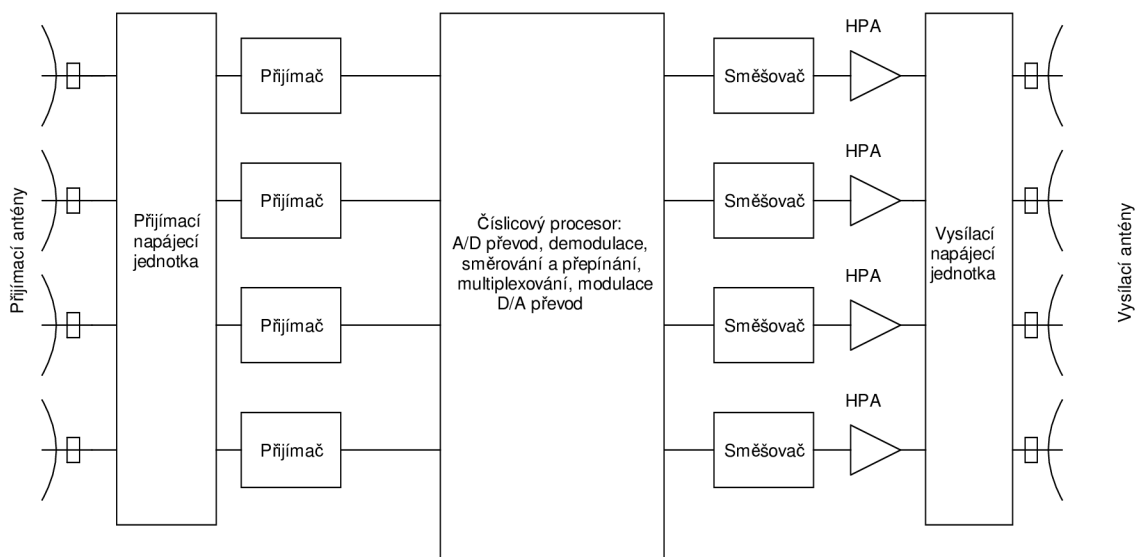 Přijímací antény
Přijímací
napájecí
jednotka
Přijímač
Přijímač
Přijímač
Přijímač
Číslicový procesor:
A/D převod, demodulace,
směrování a přepínání,
multiplexování, modulace
D/A převod
Směšovač
Směšovač
Směšovač
Směšovač
HPA
HPA
HPA
HPA
Vysílací
napájecí
jednotka
Vysílací antény